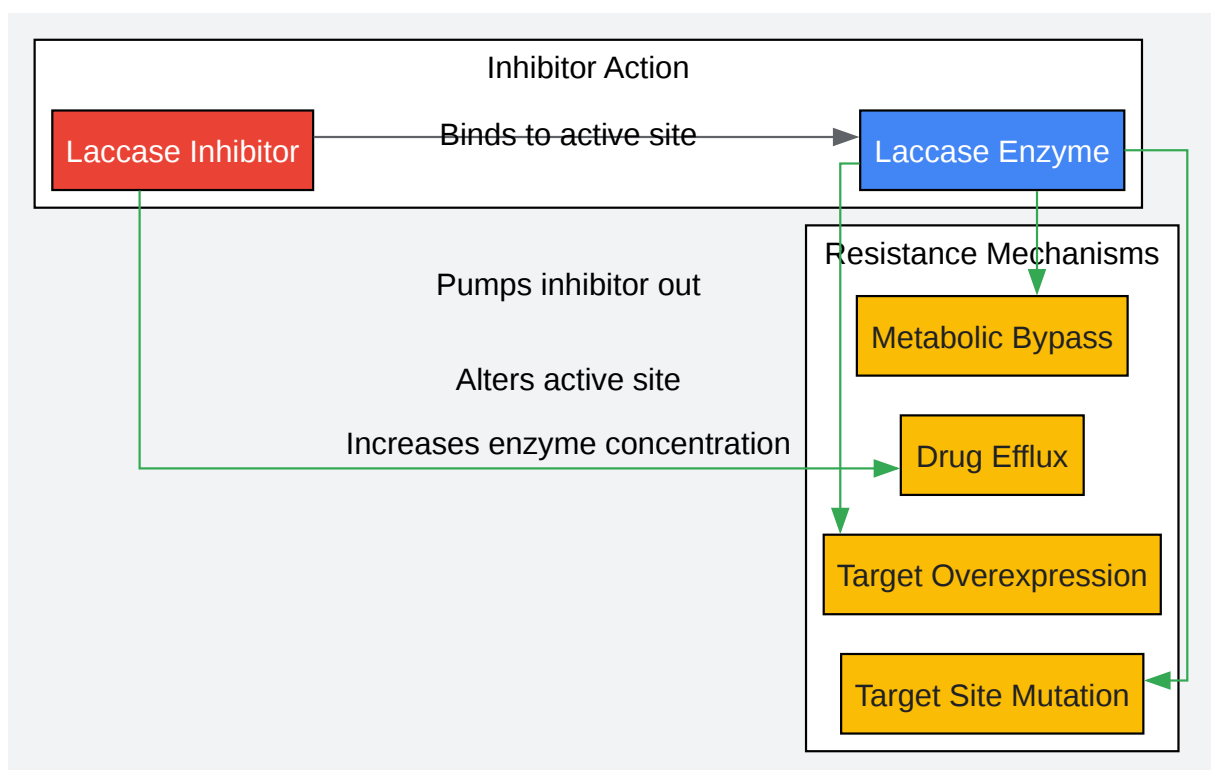 Inhibitor Action
Laccase Inhibitor
Binds to active site
Laccase Enzyme
Resistance Mechanisms
Pumps inhibitor out
Metabolic Bypass
Alters active site
Increases enzyme concentration
Drug Efflux
Target Overexpression
Target Site Mutation